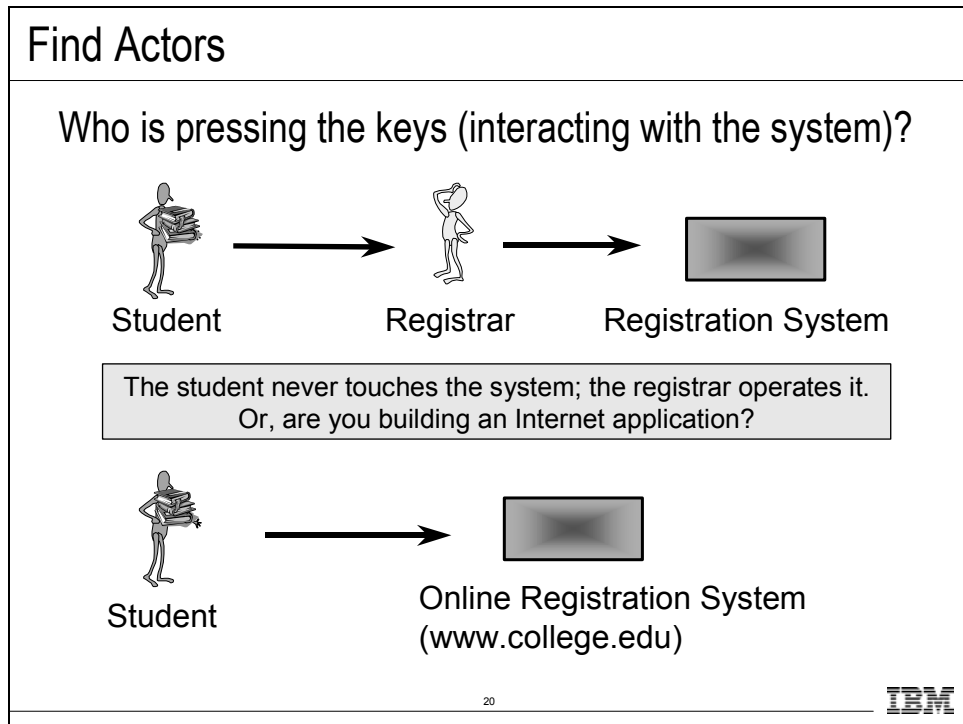 Find Actors
Who is pressing the keys (interacting with the system)?
Student
Registrar
Registration System
The student never touches the system; the registrar operates it.
Or, are you building an Internet application?
Student
Online Registration System
(www.college.edu)
20
IBM